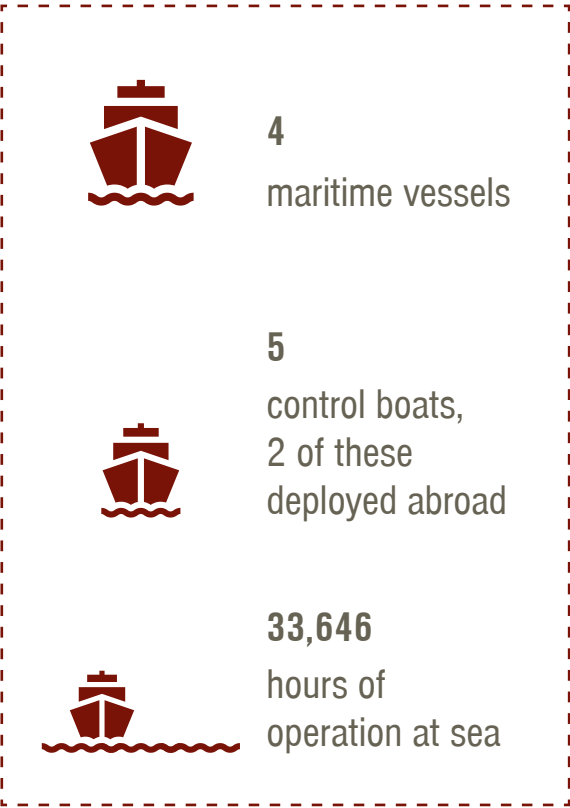 4
maritime vessels
5
control boats,
2 of these
deployed abroad
33,646
hours of
operation at sea